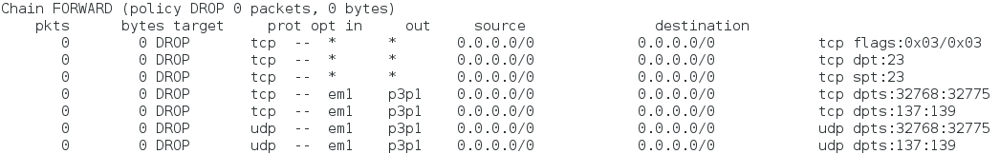 Chain FORWARD (policy DROP 0 packets, 0 bytes)
pkts bytes target prot opt in out source destination
0 0 DROP tcp -- * * 0.0.0.0/0 0.0.0.0/0 tcp flags:0x03/0x03
0 0 DROP tcp -- * * 0.0.0.0/0 0.0.0.0/0 tcp dpt:23
0 0 DROP tcp -- * * 0.0.0.0/0 0.0.0.0/0 tcp spt:23
0 0 DROP tcp -- em1 p3p1 0.0.0.0/0 0.0.0.0/0 tcp dpts:32768:32775
0 0 DROP tcp -- em1 p3p1 0.0.0.0/0 0.0.0.0/0 tcp dpts:137:139
0 0 DROP udp -- em1 p3p1 0.0.0.0/0 0.0.0.0/0 udp dpts:32768:32775
0 0 DROP udp -- em1 p3p1 0.0.0.0/0 0.0.0.0/0 udp dpts:137:139